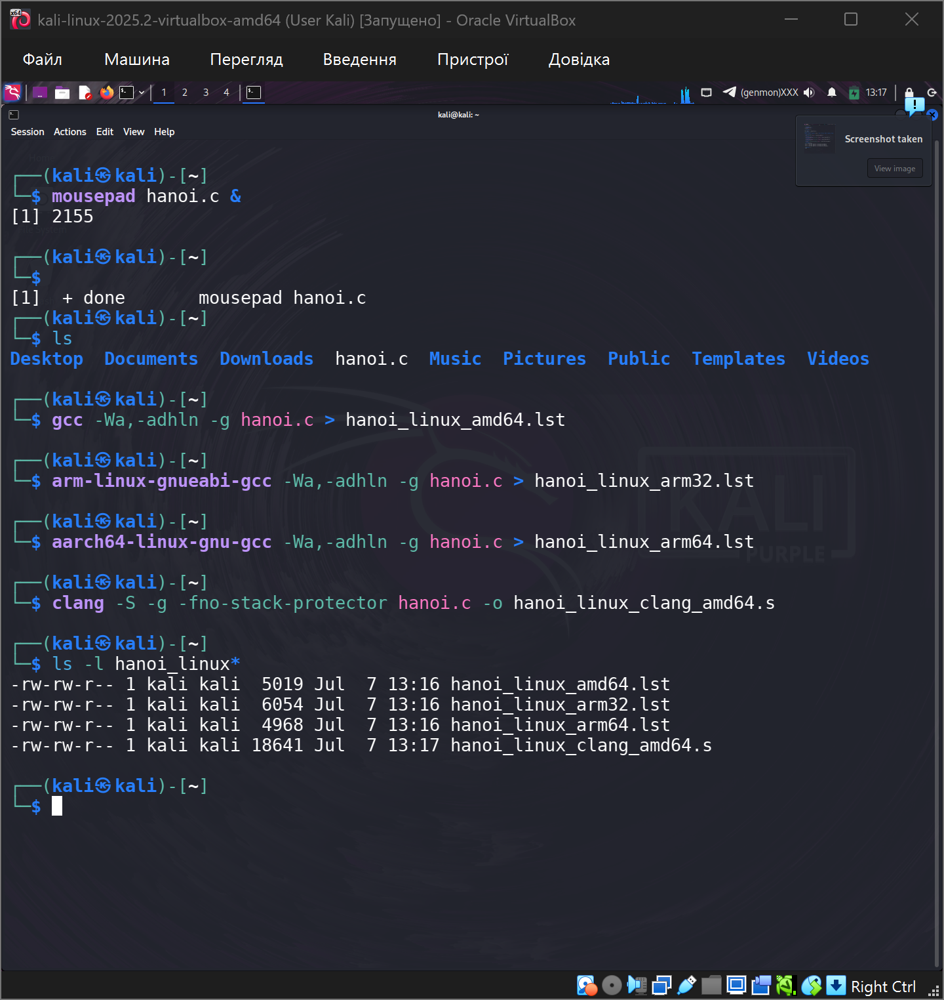 kali-linux-2025.2-virtualbox-amd64 (User Kali) [Запущено] - Oracle VirtualBox
Файл Машина Перегляд Введення Пристрої Довідка
1 2 3 4 (genmon)XXX 13:17
kali@kali: ~
Session Actions Edit View Help
Screenshot taken
View image
┌──(kali㉿kali)-[~]
└─$ mousepad hanoi.c &
[1] 2155
┌──(kali㉿kali)-[~]
└─$
[1]  + done       mousepad hanoi.c
┌──(kali㉿kali)-[~]
└─$ ls
Desktop  Documents  Downloads  hanoi.c  Music  Pictures  Public  Templates  Videos
┌──(kali㉿kali)-[~]
└─$ gcc -Wa,-adhln -g hanoi.c > hanoi_linux_amd64.lst
┌──(kali㉿kali)-[~]
└─$ arm-linux-gnueabi-gcc -Wa,-adhln -g hanoi.c > hanoi_linux_arm32.lst
┌──(kali㉿kali)-[~]
└─$ aarch64-linux-gnu-gcc -Wa,-adhln -g hanoi.c > hanoi_linux_arm64.lst
KALI
PURPLE
┌──(kali㉿kali)-[~]
└─$ clang -S -g -fno-stack-protector hanoi.c -o hanoi_linux_clang_amd64.s
┌──(kali㉿kali)-[~]
└─$ ls -l hanoi_linux*
-rw-rw-r-- 1 kali kali  5019 Jul  7 13:16 hanoi_linux_amd64.lst
-rw-rw-r-- 1 kali kali  6054 Jul  7 13:16 hanoi_linux_arm32.lst
-rw-rw-r-- 1 kali kali  4968 Jul  7 13:16 hanoi_linux_arm64.lst
-rw-rw-r-- 1 kali kali 18641 Jul  7 13:17 hanoi_linux_clang_amd64.s
┌──(kali㉿kali)-[~]
└─$
Right Ctrl